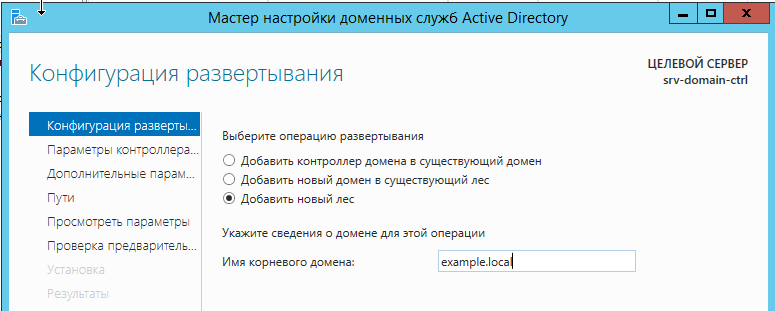 Мастер настройки доменных служб Active Directory
Конфигурация развертывания
ЦЕЛЕВОЙ СЕРВЕР
srv-domain-ctrl
Конфигурация разверты...
Параметры контроллера...
Дополнительные парам...
Пути
Просмотреть параметры
Проверка предваритель...
Установка
Результаты
Выберите операцию развертывания
Добавить контроллер домена в существующий домен
Добавить новый домен в существующий лес
Добавить новый лес
Укажите сведения о домене для этой операции
Имя корневого домена: example.local